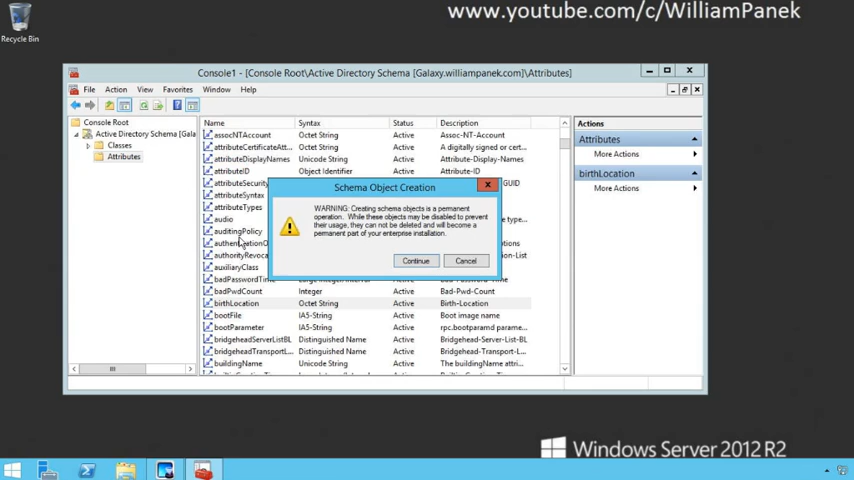 www.youtube.com/c/WilliamPanek
Recycle Bin
Console1 - [Console Root\Active Directory Schema [Galaxy.williampanek.com]\Attributes]
File Action View Favorites Window Help
Console Root
Active Directory Schema [Gala
Classes
Attributes
Name Syntax Status Description
assocNTAccount Octet String Active Assoc-NT-Account
attributeCertificateAtt... Octet String Active A digitally signed or cert...
attributeDisplayNames Unicode String Active Attribute-Display-Names
attributeID Object Identifier Active Attribute-ID
attributeSecurity GUID
attributeSyntax
attributeTypes
audio e type...
auditingPolicy
authenticationO otions
authorityRevoca
auxiliaryClass
badPasswordTime
badPwdCount Integer Active Bad-Pwd-Count
birthLocation Octet String Active Birth-Location
bootFile IA5-String Active Boot image name
bootParameter IA5-String Active rpc.bootparamd parame...
bridgeheadServerListBL Distinguished Name Active Bridgehead-Server-List-BL
bridgeheadTransportL... Distinguished Name Active Bridgehead-Transport-L...
buildingName Unicode String Active The buildingName attri...
Schema Object Creation
WARNING: Creating schema objects is a permanent
operation. While these objects may be disabled to prevent
their usage, they can not be deleted and will become a
permanent part of your enterprise installation.
Continue Cancel
Actions
Attributes
More Actions
birthLocation
More Actions
Windows Server 2012 R2